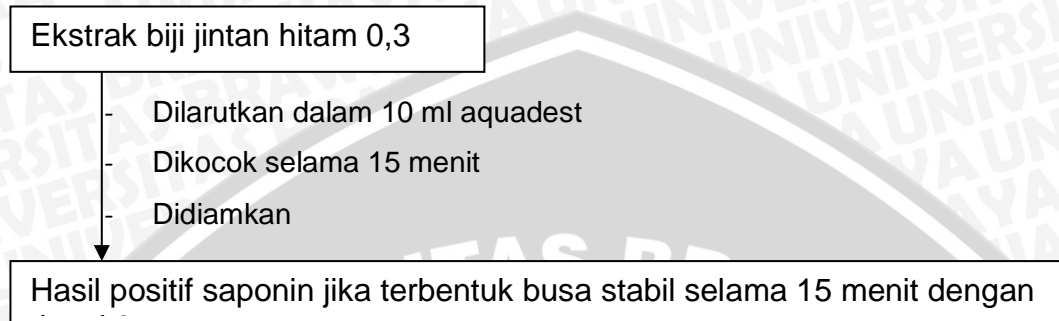 Ekstrak biji jintan hitam 0,3
- Dilarutkan dalam 10 ml aquadest
- Dikocok selama 15 menit
- Didiamkan
Hasil positif saponin jika terbentuk busa stabil selama 15 menit dengan